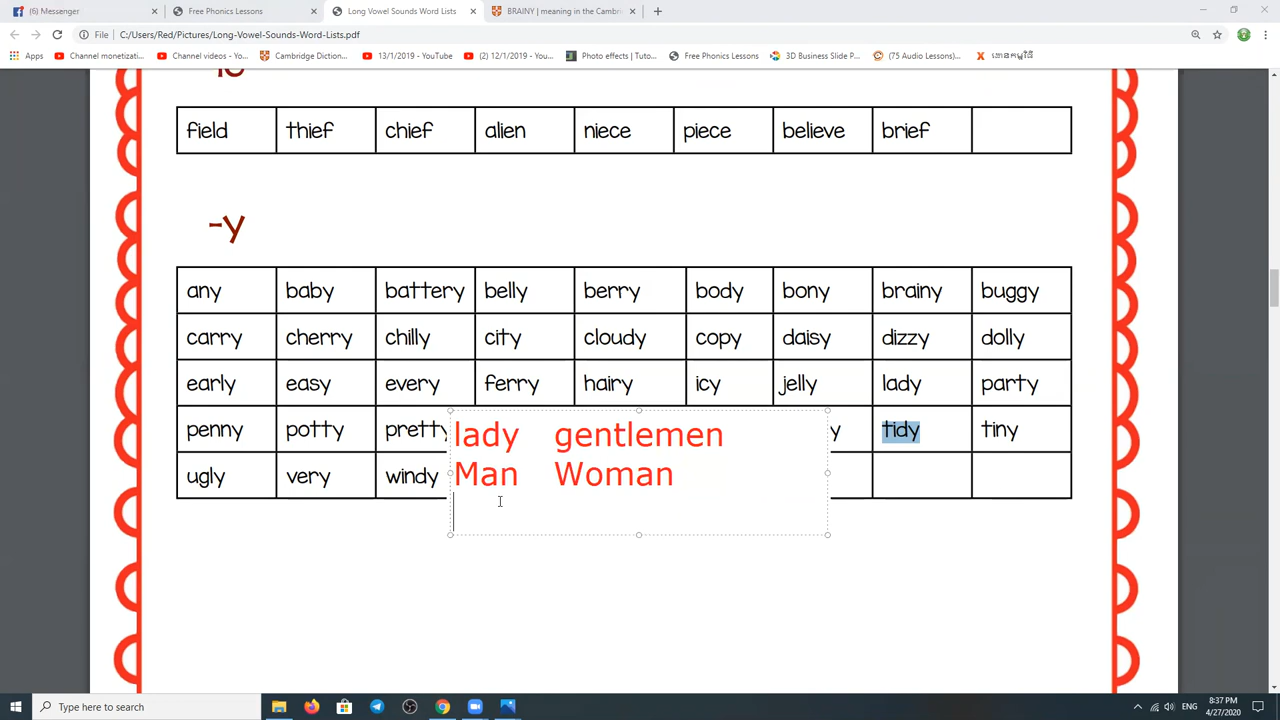 (6) Messenger
Free Phonics Lessons
Long Vowel Sounds Word Lists
BRAINY | meaning in the Cambr
File
C:/Users/Red/Pictures/Long-Vowel-Sounds-Word-Lists.pdf
Apps
Channel monetizati...
Channel videos - Yo...
Cambridge Diction...
13/1/2019 - YouTube
(2) 12/1/2019 - You...
Photo effects | Tuto...
Free Phonics Lessons
3D Business Slide P...
(75 Audio Lessons)...
field thief chief alien niece piece believe brief
-y
any baby battery belly berry body bony brainy buggy
carry cherry chilly city cloudy copy daisy dizzy dolly
early easy every ferry hairy icy jelly lady party
penny potty pretty y tidy tiny
ugly very windy
lady gentlemen
Man Woman
Type here to search
ENG
8:37 PM
4/27/2020